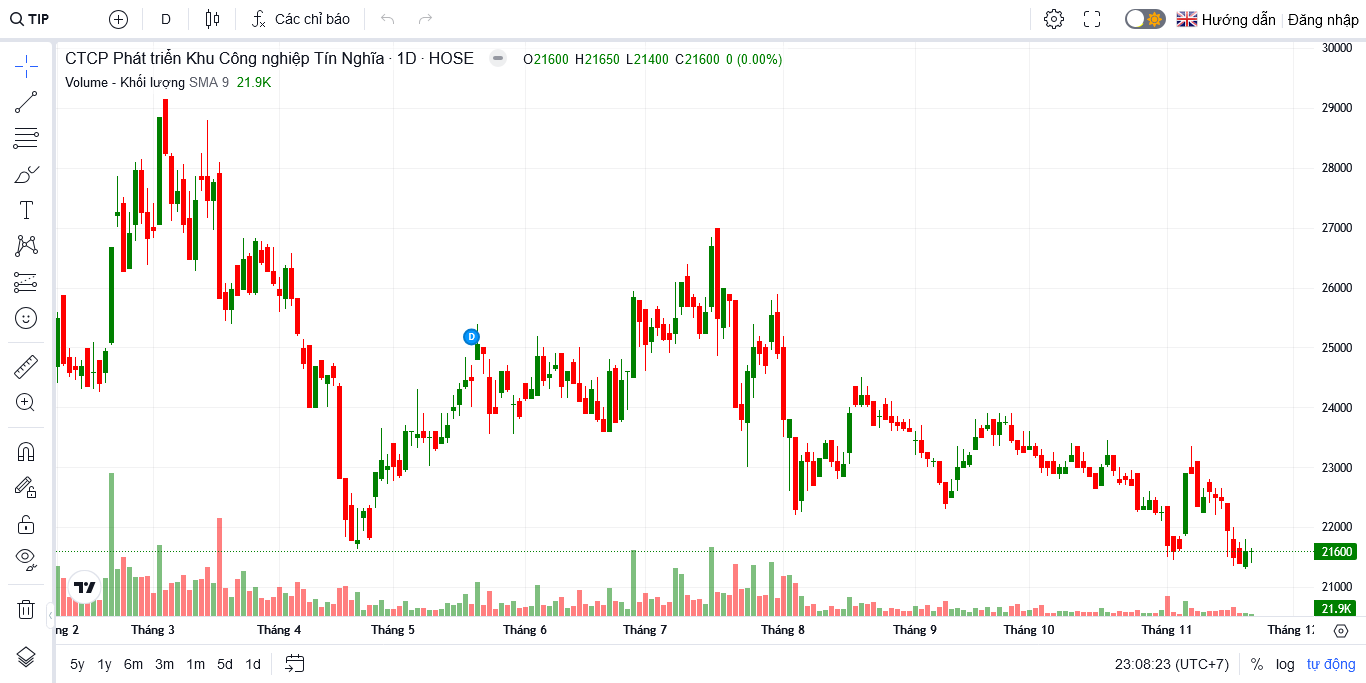 TIP D Các chỉ báo Hướng dẫn Đăng nhập
CTCP Phát triển Khu Công nghiệp Tín Nghĩa · 1D · HOSE O21600 H21650 L21400 C21600 0 (0.00%)
Volume - Khối lượng SMA 9 21.9K
30000
29000
28000
27000
26000
25000
24000
23000
22000
21600
21000
21.9K
D
ng 2 Tháng 3 Tháng 4 Tháng 5 Tháng 6 Tháng 7 Tháng 8 Tháng 9 Tháng 10 Tháng 11 Tháng 1
5y 1y 6m 3m 1m 5d 1d 23:08:23 (UTC+7) % log tự động